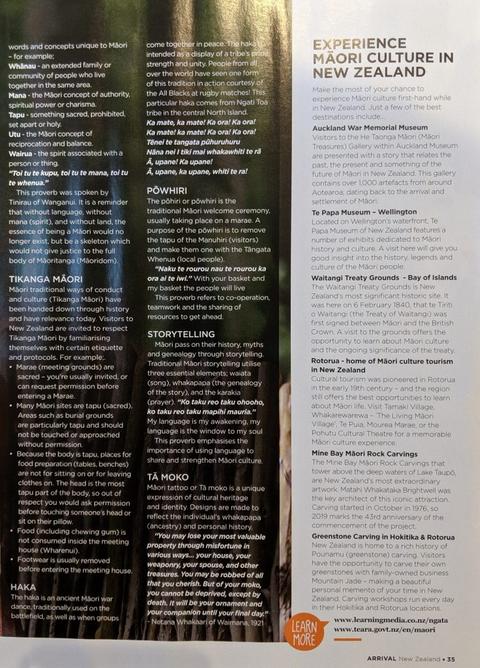 words and concepts unique to Māori
– for example;
Whānau - an extended family or
community of people who live
together in the same area.
Mana - the Māori concept of authority,
spiritual power or charisma.
Tapu - something sacred, prohibited,
set apart or holy.
Utu - the Māori concept of
reciprocation and balance.
Wairua - the spirit associated with a
person or thing.
"Toi tu te kupu, toi tu te mana, toi tu
te whenua."
This proverb was spoken by
Tinirau of Wanganui. It is a reminder
that without language, without
mana (spirit), and without land, the
essence of being a Māori would no
longer exist, but be a skeleton which
would not give justice to the full
body of Māoritanga (Māoridom).
TIKANGA MĀORI
Māori traditional ways of conduct
and culture (Tikanga Māori) have
been handed down through history
and have relevance today. Visitors to
New Zealand are invited to respect
Tikanga Māori by familiarising
themselves with certain etiquette
and protocols. For example;.
• Marae (meeting grounds) are
sacred – you're usually invited, or
can request permission before
entering a Marae.
• Many Māori sites are tapu (sacred).
Areas such as burial grounds
are particularly tapu and should
not be touched or approached
without permission.
• Because the body is tapu, places for
food preparation (tables, benches)
are not for sitting on or for leaving
clothes on. The head is the most
tapu part of the body, so out of
respect you would ask permission
before touching someone's head or
sit on their pillow.
• Food (including chewing gum) is
not consumed inside the meeting
house (Wharenui).
• Footwear is usually removed
before entering the meeting house.
HAKA
The haka is an ancient Māori war
dance, traditionally used on the
battlefield, as well as when groups
come together in peace. The haka is
intended as a display of a tribe's pride,
strength and unity. People from all
over the world have seen one form
of this tradition in action courtesy of
the All Blacks at rugby matches! This
particular haka comes from Ngati Toa
tribe in the central North Island.
Ka mate, ka mate! Ka ora! Ka ora!
Ka mate! ka mate! Ka ora! Ka ora!
Tēnei te tangata pūhuruhuru
Nāna nei i tiki mai whakawhiti te rā
Ā, upane! Ka upane!
Ā, upane, ka upane, whiti te ra!
PŌWHIRI
The pōhiri or pōwhiri is the
traditional Māori welcome ceremony,
usually taking place on a marae. A
purpose of the pōwhiri is to remove
the tapu of the Manuhiri (visitors)
and make them one with the Tāngata
Whenua (local people).
"Naku te rourou nau te rourou ka
ora ai te iwi." With your basket and
my basket the people will live
This proverb refers to co-operation,
teamwork and the sharing of
resources to get ahead.
STORYTELLING
Māori pass on their history, myths
and genealogy through storytelling.
Traditional Māori storytelling utilise
three essential elements; waiata
(song), whakapapa (the genealogy
of the story), and the karakia
(prayer). "Ko taku reo taku ohooho,
ko taku reo taku mapihi mauria."
My language is my awakening, my
language is the window to my soul
This proverb emphasises the
importance of using language to
share and strengthen Māori culture.
TĀ MOKO
Māori tattoo or Tā moko is a unique
expression of cultural heritage
and identity. Designs are made to
reflect the individual's whakapapa
(ancestry) and personal history.
"You may lose your most valuable
property through misfortune in
various ways... your house, your
weaponry, your spouse, and other
treasures. You may be robbed of all
that you cherish. But of your moko,
you cannot be deprived, except by
death. It will be your ornament and
your companion until your final day."
– Netana Whakaari of Waimana, 1921
EXPERIENCE
MĀORI CULTURE IN
NEW ZEALAND
Make the most of your chance to
experience Māori culture first-hand while
in New Zealand. Just a few of the best
destinations include...
Auckland War Memorial Museum
Visitors to the He Taonga Māori (Māori
Treasures) Gallery within Auckland Museum
are presented with a story that relates the
past, the present and something of the
future of Māori in New Zealand. This gallery
contains over 1,000 artefacts from around
Aotearoa, dating back to the arrival and
settlement of Māori.
Te Papa Museum – Wellington
Located on Wellington's waterfront, Te
Papa Museum of New Zealand features a
number of exhibits dedicated to Māori
history and culture. A visit here will give you
good insight into the history, legends and
culture of the Māori people.
Waitangi Treaty Grounds - Bay of Islands
The Waitangi Treaty Grounds is New
Zealand's most significant historic site. It
was here on 6 February 1840, that te Tiriti
o Waitangi (the Treaty of Waitangi) was
first signed between Māori and the British
Crown. A visit to the grounds offers the
opportunity to learn about Māori culture
and the ongoing significance of the treaty.
Rotorua - home of Māori culture tourism
in New Zealand
Cultural tourism was pioneered in Rotorua
in the early 19th century – and the region
still offers the best opportunities to learn
about Māori life. Visit Tamaki Village,
Whakarewarewa – 'The Living Māori
Village', Te Puia, Mourea Marae, or the
Pohutu Cultural Theatre for a memorable
Māori culture experience.
Mine Bay Māori Rock Carvings
The Mine Bay Māori Rock Carvings that
tower above the deep waters of Lake Taupō,
are New Zealand's most extraordinary
artwork. Matahi Whakataka Brightwell was
the key architect of this iconic attraction.
Carving started in October in 1976, so
2019 marks the 43rd anniversary of the
commencement of the project.
Greenstone Carving in Hokitika & Rotorua
New Zealand is home to a rich history of
Pounamu (greenstone) carving. Visitors
have the opportunity to carve their own
greenstones with family-owned business
Mountain Jade – making a beautiful
personal memento of your time in New
Zealand. Carving workshops run every day
in their Hokitika and Rotorua locations.
LEARN
MORE
www.learningmedia.co.nz/ngata
www.teara.govt.nz/en/maori
ARRIVAL New Zealand • 35